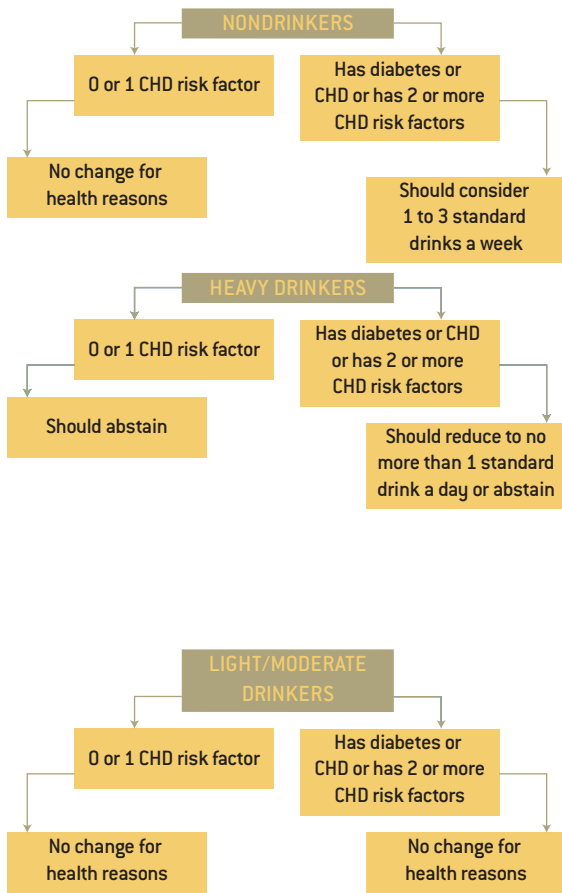 NONDRINKERS
0 or 1 CHD risk factor
Has diabetes or
CHD or has 2 or more
CHD risk factors
No change for
health reasons
Should consider
1 to 3 standard
drinks a week
HEAVY DRINKERS
0 or 1 CHD risk factor
Has diabetes or CHD
or has 2 or more
CHD risk factors
Should abstain
Should reduce to no
more than 1 standard
drink a day or abstain
LIGHT/MODERATE
DRINKERS
0 or 1 CHD risk factor
Has diabetes or
CHD or has 2 or more
CHD risk factors
No change for
health reasons
No change for
health reasons